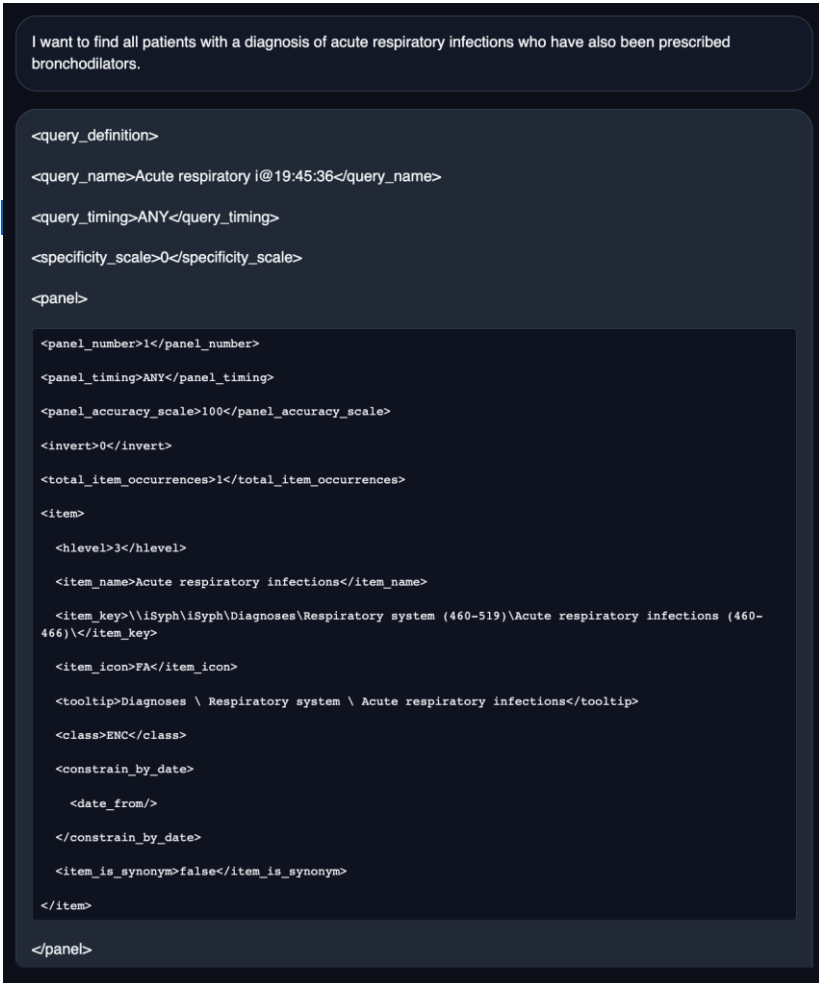 I want to find all patients with a diagnosis of acute respiratory infections who have also been prescribed
bronchodilators.
<query_definition>
<query_name>Acute respiratory i@19:45:36</query_name>
<query_timing>ANY</query_timing>
<specificity_scale>0</specificity_scale>
<panel>
<panel_number>1</panel_number>
<panel_timing>ANY</panel_timing>
<panel_accuracy_scale>100</panel_accuracy_scale>
<invert>0</invert>
<total_item_occurrences>1</total_item_occurrences>
<item>
<hlevel>3</hlevel>
<item_name>Acute respiratory infections</item_name>
<item_key>\\iSyph\iSyph\Diagnoses\Respiratory system (460-519)\Acute respiratory infections (460-
466)\</item_key>
<item_icon>FA</item_icon>
<tooltip>Diagnoses \ Respiratory system \ Acute respiratory infections</tooltip>
<class>ENC</class>
<constrain_by_date>
<date_from/>
</constrain_by_date>
<item_is_synonym>false</item_is_synonym>
</item>
</panel>